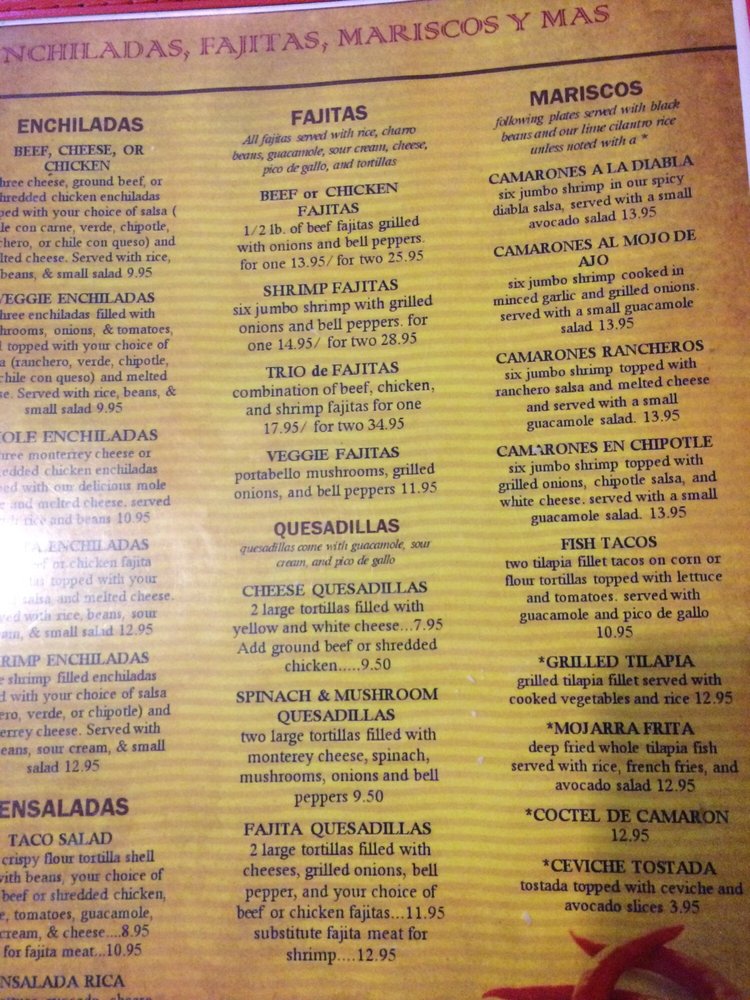 NCHILADAS, FAJITAS, MARISCOS Y MAS
ENCHILADAS
BEEF, CHEESE, OR
CHICKEN
hree cheese, ground beef, or
hredded chicken enchiladas
ped with your choice of salsa (
le con carne, verde, chipotle,
chero, or chile con queso) and
lted cheese. Served with rice,
beans, & small salad 9.95
VEGGIE ENCHILADAS
hree enchiladas filled with
hrooms, onions, & tomatoes,
topped with your choice of
a (ranchero, verde, chipotle,
chile con queso) and melted
se. Served with rice, beans, &
small salad 9.95
OLE ENCHILADAS
hree monterrey cheese or
edded chicken enchiladas
ped with our delicious mole
e and melted cheese. served
rice and beans 10.95
TA ENCHILADAS
ef or chicken fajita
tas topped with your
salsa and melted cheese.
ved with rice, beans, sour
am, & small salad 12.95
RIMP ENCHILADAS
e shrimp filled enchiladas
d with your choice of salsa
ero, verde, or chipotle) and
terrey cheese. Served with
eans, sour cream, & small
salad 12.95
ENSALADAS
TACO SALAD
crispy flour tortilla shell
with beans, your choice of
beef or shredded chicken,
e, tomatoes, guacamole,
cream, & cheese....8.95
for fajita meat...10.95
NSALADA RICA
FAJITAS
All fajitas served with rice, charro
beans, guacamole, sour cream, cheese,
pico de gallo, and tortillas
BEEF or CHICKEN
FAJITAS
1/2 lb. of beef fajitas grilled
with onions and bell peppers.
for one 13.95/ for two 25.95
SHRIMP FAJITAS
six jumbo shrimp with grilled
onions and bell peppers. for
one 14.95/ for two 28.95
TRIO de FAJITAS
combination of beef, chicken,
and shrimp fajitas for one
17.95/ for two 34.95
VEGGIE FAJITAS
portabello mushrooms, grilled
onions, and bell peppers 11.95
QUESADILLAS
quesadillas come with guacamole, sour
cream, and pico de gallo
CHEESE QUESADILLAS
2 large tortillas filled with
yellow and white cheese...7.95
Add ground beef or shredded
chicken.....9.50
SPINACH & MUSHROOM
QUESADILLAS
two large tortillas filled with
monterey cheese, spinach,
mushrooms, onions and bell
peppers 9.50
FAJITA QUESADILLAS
2 large tortillas filled with
cheeses, grilled onions, bell
pepper, and your choice of
beef or chicken fajitas...11.95
substitute fajita meat for
shrimp....12.95
MARISCOS
following plates served with black
beans and our lime cilantro rice
unless noted with a *
CAMARONES A LA DIABLA
six jumbo shrimp in our spicy
diabla salsa, served with a small
avocado salad 13.95
CAMARONES AL MOJO DE
AJO
six jumbo shrimp cooked in
minced garlic and grilled onions.
served with a small guacamole
salad 13.95
CAMARONES RANCHEROS
six jumbo shrimp topped with
ranchero salsa and melted cheese
and served with a small
guacamole salad. 13.95
CAMARONES EN CHIPOTLE
six jumbo shrimp topped with
grilled onions, chipotle salsa, and
white cheese. served with a small
guacamole salad. 13.95
FISH TACOS
two tilapia fillet tacos on corn or
flour tortillas topped with lettuce
and tomatoes. served with
guacamole and pico de gallo
10.95
*GRILLED TILAPIA
grilled tilapia fillet served with
cooked vegetables and rice 12.95
*MOJARRA FRITA
deep fried whole tilapia fish
served with rice, french fries, and
avocado salad 12.95
*COCTEL DE CAMARON
12.95
*CEVICHE TOSTADA
tostada topped with ceviche and
avocado slices 3.95